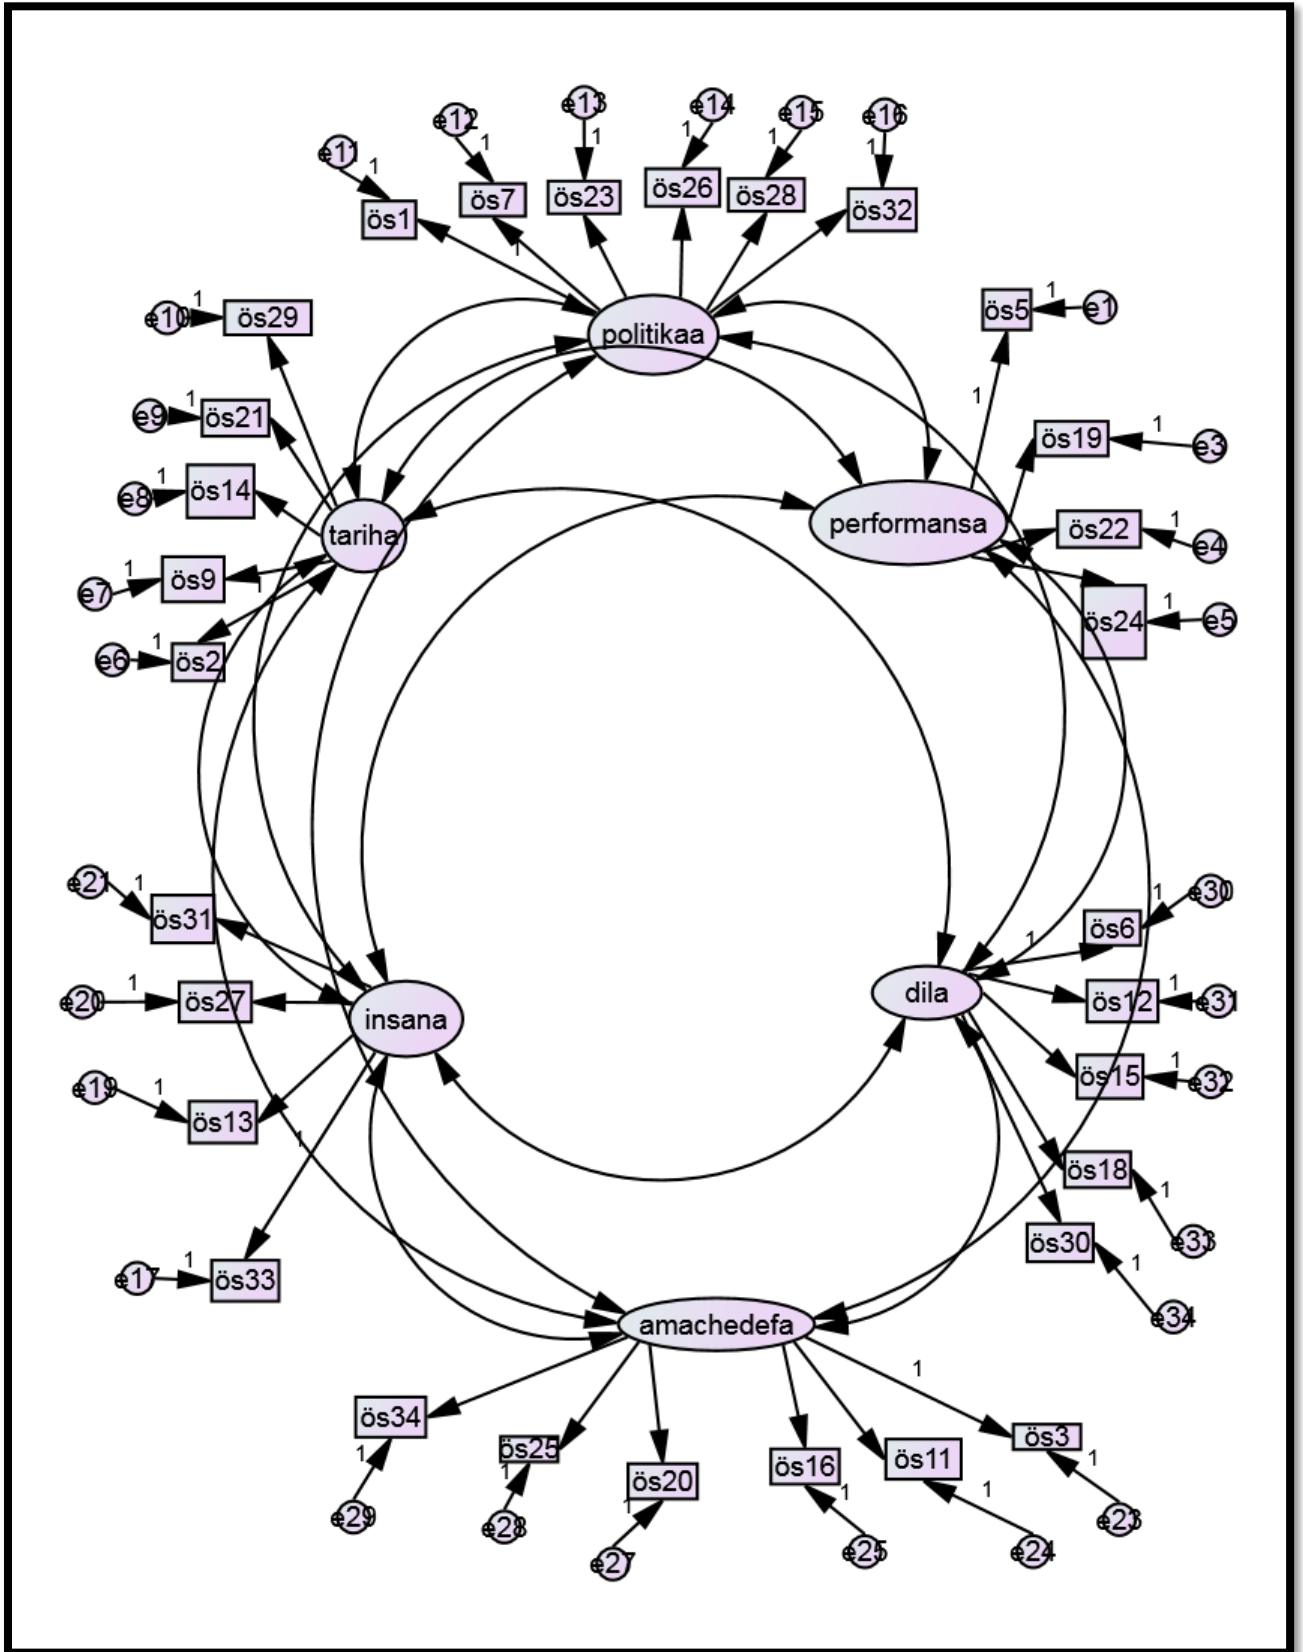 e13
e14
e15
e12
e16
e11
1
1
1
1
1
1
ös26
ös28
ös23
ös7
ös32
ös1
1
e10
1
ös29
politikaa
ös5
1
e1
1
e9
1
ös21
ös19
1
e3
e8
1
ös14
performansa
ös22
1
e4
tariha
e7
1
ös9
1
ös24
1
e5
e6
1
ös2
e21
1
ös31
ös6
1
e30
1
e20
1
ös27
insana
dila
ös12
1
e31
e19
1
ös13
ös15
1
e32
1
ös18
1
e33
e17
1
ös33
ös30
1
e34
amachedefa
1
ös34
ös25
ös20
ös16
ös11
ös3
1
1
1
1
1
1
e29
e28
e27
e25
e24
e23